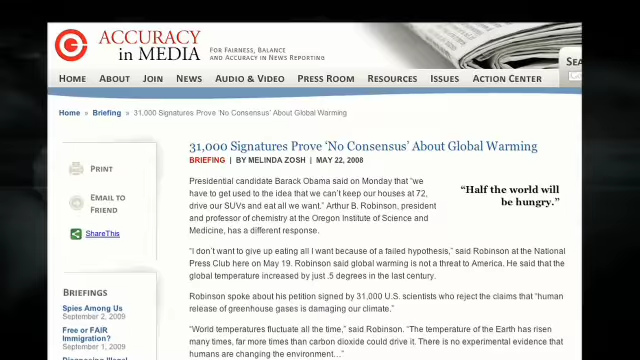 ACCURACY
in MEDIA
FOR FAIRNESS, BALANCE
AND ACCURACY IN NEWS REPORTING
HOME ABOUT JOIN NEWS AUDIO & VIDEO PRESS ROOM RESOURCES ISSUES ACTION CENTER
SEA
Home » Briefing » 31,000 Signatures Prove 'No Consensus' About Global Warming
PRINT
EMAIL TO
FRIEND
ShareThis
BRIEFINGS
Spies Among Us
September 2, 2009
Free or FAIR
Immigration?
September 1, 2009
Diagnosing Illegal
31,000 Signatures Prove 'No Consensus' About Global Warming
BRIEFING | BY MELINDA ZOSH | MAY 22, 2008
Presidential candidate Barack Obama said on Monday that "we
have to get used to the idea that we can't keep our houses at 72,
drive our SUVs and eat all we want." Arthur B. Robinson, president
and professor of chemistry at the Oregon Institute of Science and
Medicine, has a different response.
"Half the world will
be hungry."
"I don't want to give up eating all I want because of a failed hypothesis," said Robinson at the National
Press Club here on May 19. Robinson said global warming is not a threat to America. He said that the
global temperature increased by just .5 degrees in the last century.
Robinson spoke about his petition signed by 31,000 U.S. scientists who reject the claims that "human
release of greenhouse gases is damaging our climate."
"World temperatures fluctuate all the time," said Robinson. "The temperature of the Earth has risen
many times, far more times than carbon dioxide could drive it. There is no experimental evidence that
humans are changing the environment…"